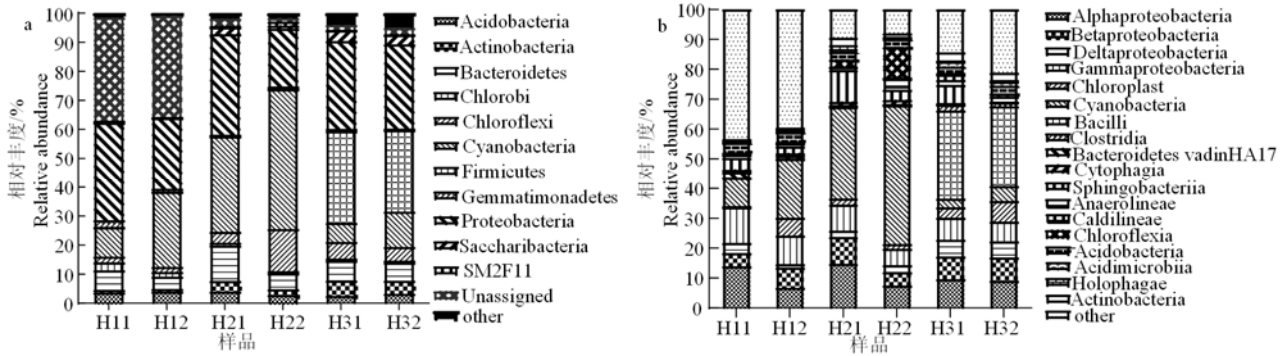 a
100
90
80
70
60
50
40
30
20
10
0
相对丰度/%
Relative abundance/%
H11 H12 H21 H22 H31 H32
样品
Acidobacteria
Actinobacteria
Bacteroidetes
Chlorobi
Chloroflexi
Cyanobacteria
Firmicutes
Gemmatimonadetes
Proteobacteria
Saccharibacteria
SM2F11
Unassigned
other
b
100
90
80
70
60
50
40
30
20
10
0
相对丰度/%
Relative abundance/%
H11 H12 H21 H22 H31 H32
样品
Alphaproteobacteria
Betaproteobacteria
Deltaproteobacteria
Gammaproteobacteria
Chloroplast
Cyanobacteria
Bacilli
Clostridia
Bacteroidetes vadinHA17
Cytophagia
Sphingobacteriia
Anaerolineae
Caldilineae
Chloroflexia
Acidobacteria
Acidimicrobiia
Holophagae
Actinobacteria
other